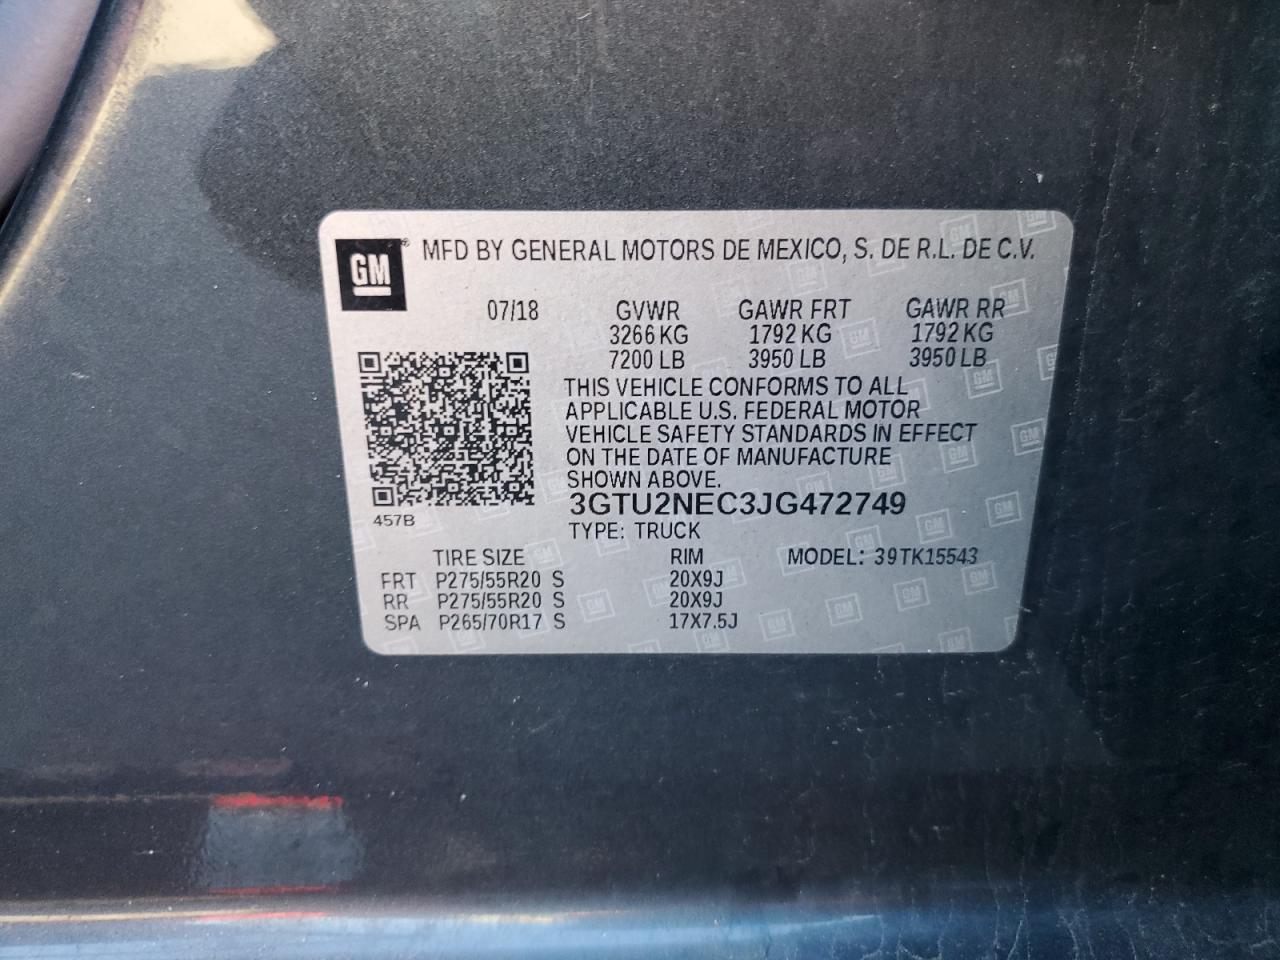 GM ® MFD BY GENERAL MOTORS DE MEXICO, S. DE R.L. DE C.V.
07/18 GVWR GAWR FRT GAWR RR
3266 KG 1792 KG 1792 KG
7200 LB 3950 LB 3950 LB
THIS VEHICLE CONFORMS TO ALL
APPLICABLE U.S. FEDERAL MOTOR
VEHICLE SAFETY STANDARDS IN EFFECT
ON THE DATE OF MANUFACTURE
SHOWN ABOVE.
3GTU2NEC3JG472749
457B
TYPE: TRUCK
TIRE SIZE RIM MODEL: 39TK15543
FRT P275/55R20 S 20X9J
RR P275/55R20 S 20X9J
SPA P265/70R17 S 17X7.5J